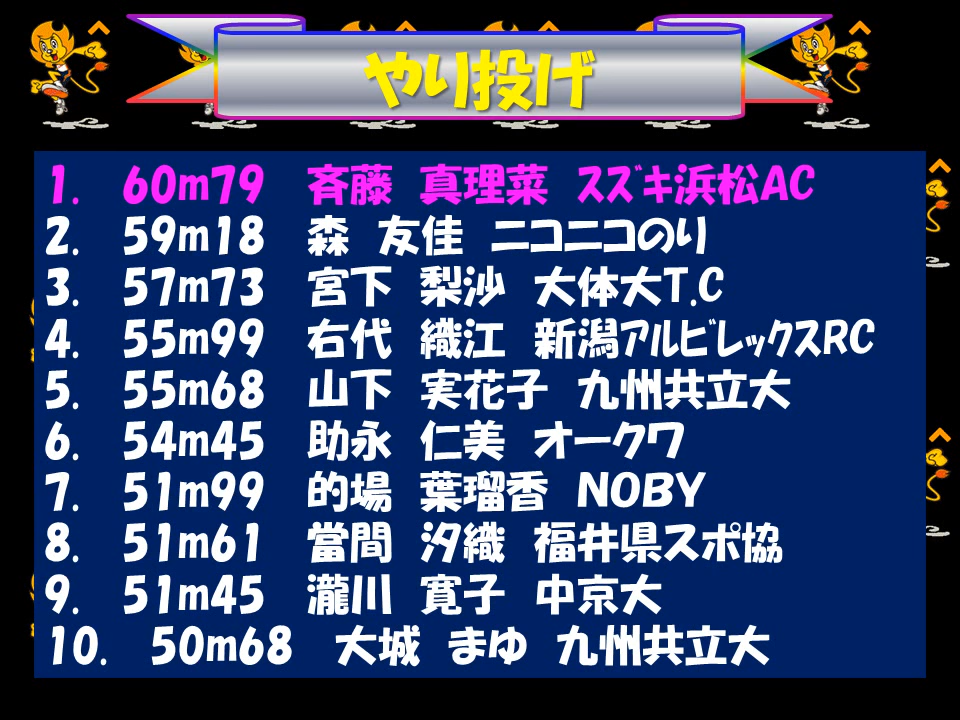 やり投げ
1. 60m79 斉藤 真理菜 ｽｽﾞｷ浜松AC
2. 59m18 森 友佳 ニコニコのり
3. 57m73 宮下 梨沙 大体大T.C
4. 55m99 右代 織江 新潟ｱﾙﾋﾞﾚｯｸｽRC
5. 55m68 山下 実花子 九州共立大
6. 54m45 助永 仁美 オークワ
7. 51m99 的場 葉瑠香 NOBY
8. 51m61 當間 汐織 福井県スポ協
9. 51m45 瀧川 寛子 中京大
10. 50m68 大城 まゆ 九州共立大